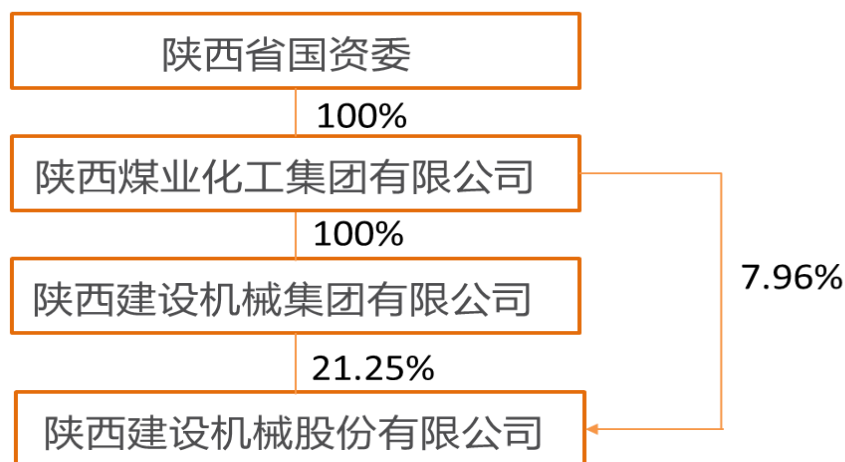 陕西省国资委
100%
陕西煤业化工集团有限公司
100%
陕西建设机械集团有限公司
7.96%
21.25%
陕西建设机械股份有限公司